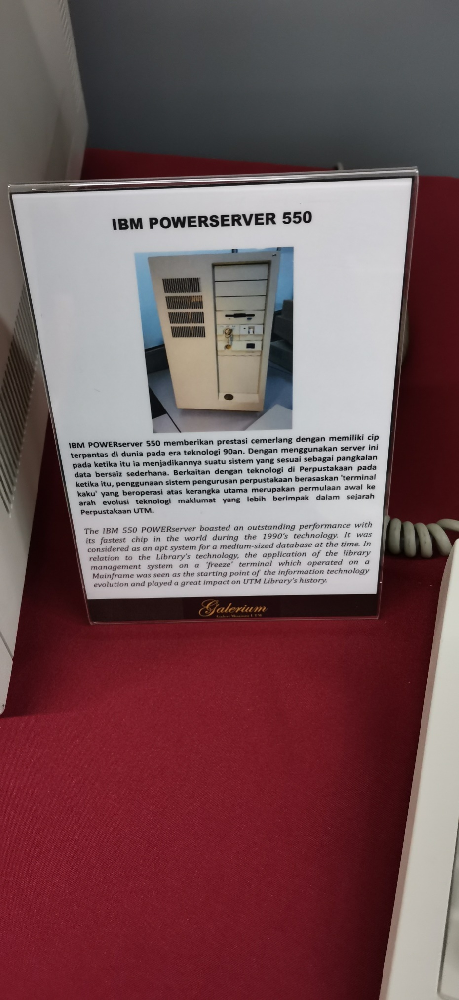 IBM POWERSERVER 550
IBM POWERserver 550 memberikan prestasi cemerlang dengan memiliki cip
terpantas di dunia pada era teknologi 90an. Dengan menggunakan server ini
pada ketika itu ia menjadikannya suatu sistem yang sesuai sebagai pangkalan
data bersaiz sederhana. Berkaitan dengan teknologi di Perpustakaan pada
ketika itu, penggunaan sistem pengurusan perpustakaan berasaskan 'terminal
kaku' yang beroperasi atas kerangka utama merupakan permulaan awal ke
arah evolusi teknologi maklumat yang lebih berimpak dalam sejarah
Perpustakaan UTM.
The IBM 550 POWERserver boasted an outstanding performance with
its fastest chip in the world during the 1990's technology. It was
considered as an apt system for a medium-sized database at the time. In
relation to the Library's technology, the application of the library
management system on a 'freeze' terminal which operated on a
Mainframe was seen as the starting point of the information technology
evolution and played a great impact on UTM Library's history.
Galerium
Galeri Muzium UTM